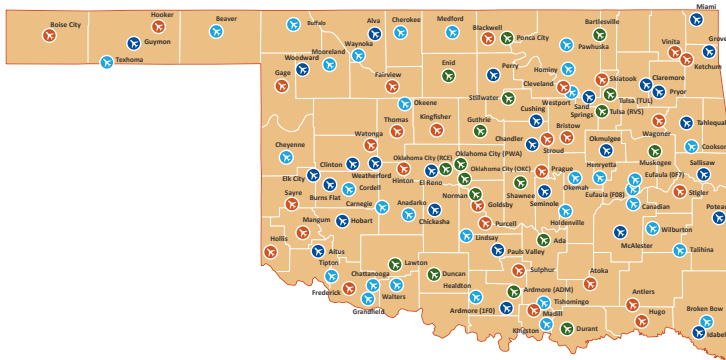 Miami
Boise City
Hooker
Beaver
Buffalo
Alva
Cherokee
Medford
Blackwell
Ponca City
Bartlesville
Grove
Guymon
Waynoka
Pawhuska
Vinita
Texhoma
Woodward
Mooreland
Enid
Perry
Hominy
Ketchum
Gage
Fairview
Cleveland
Skiatook
Claremore
Pryor
Okeene
Stillwater
Westport
Sand
Springs
Tulsa (TUL)
Tulsa (RVS)
Cushing
Thomas
Kingfisher
Guthrie
Bristow
Wagoner
Tahlequah
Watonga
Chandler
Stroud
Okmulgee
Muskogee
Cookson
Cheyenne
Clinton
Weatherford
Oklahoma City (RCE)
Oklahoma City (PWA)
Oklahoma City (OKC)
Prague
Henryetta
Sallisaw
Elk City
Hinton
El Reno
Okemah
Eufaula (0F7)
Burns Flat
Cordell
Norman
Shawnee
Seminole
Eufaula (F08)
Stigler
Sayre
Carnegie
Anadarko
Chickasha
Goldsby
Holdenville
Canadian
Poteau
Mangum
Hobart
Purcell
McAlester
Wilburton
Hollis
Altus
Lindsay
Pauls Valley
Ada
Talihina
Tipton
Lawton
Chattanooga
Duncan
Sulphur
Atoka
Frederick
Walters
Healdton
Ardmore (ADM)
Tishomingo
Antlers
Grandfield
Ardmore (1F0)
Madill
Kingston
Durant
Hugo
Broken Bow
Idabel